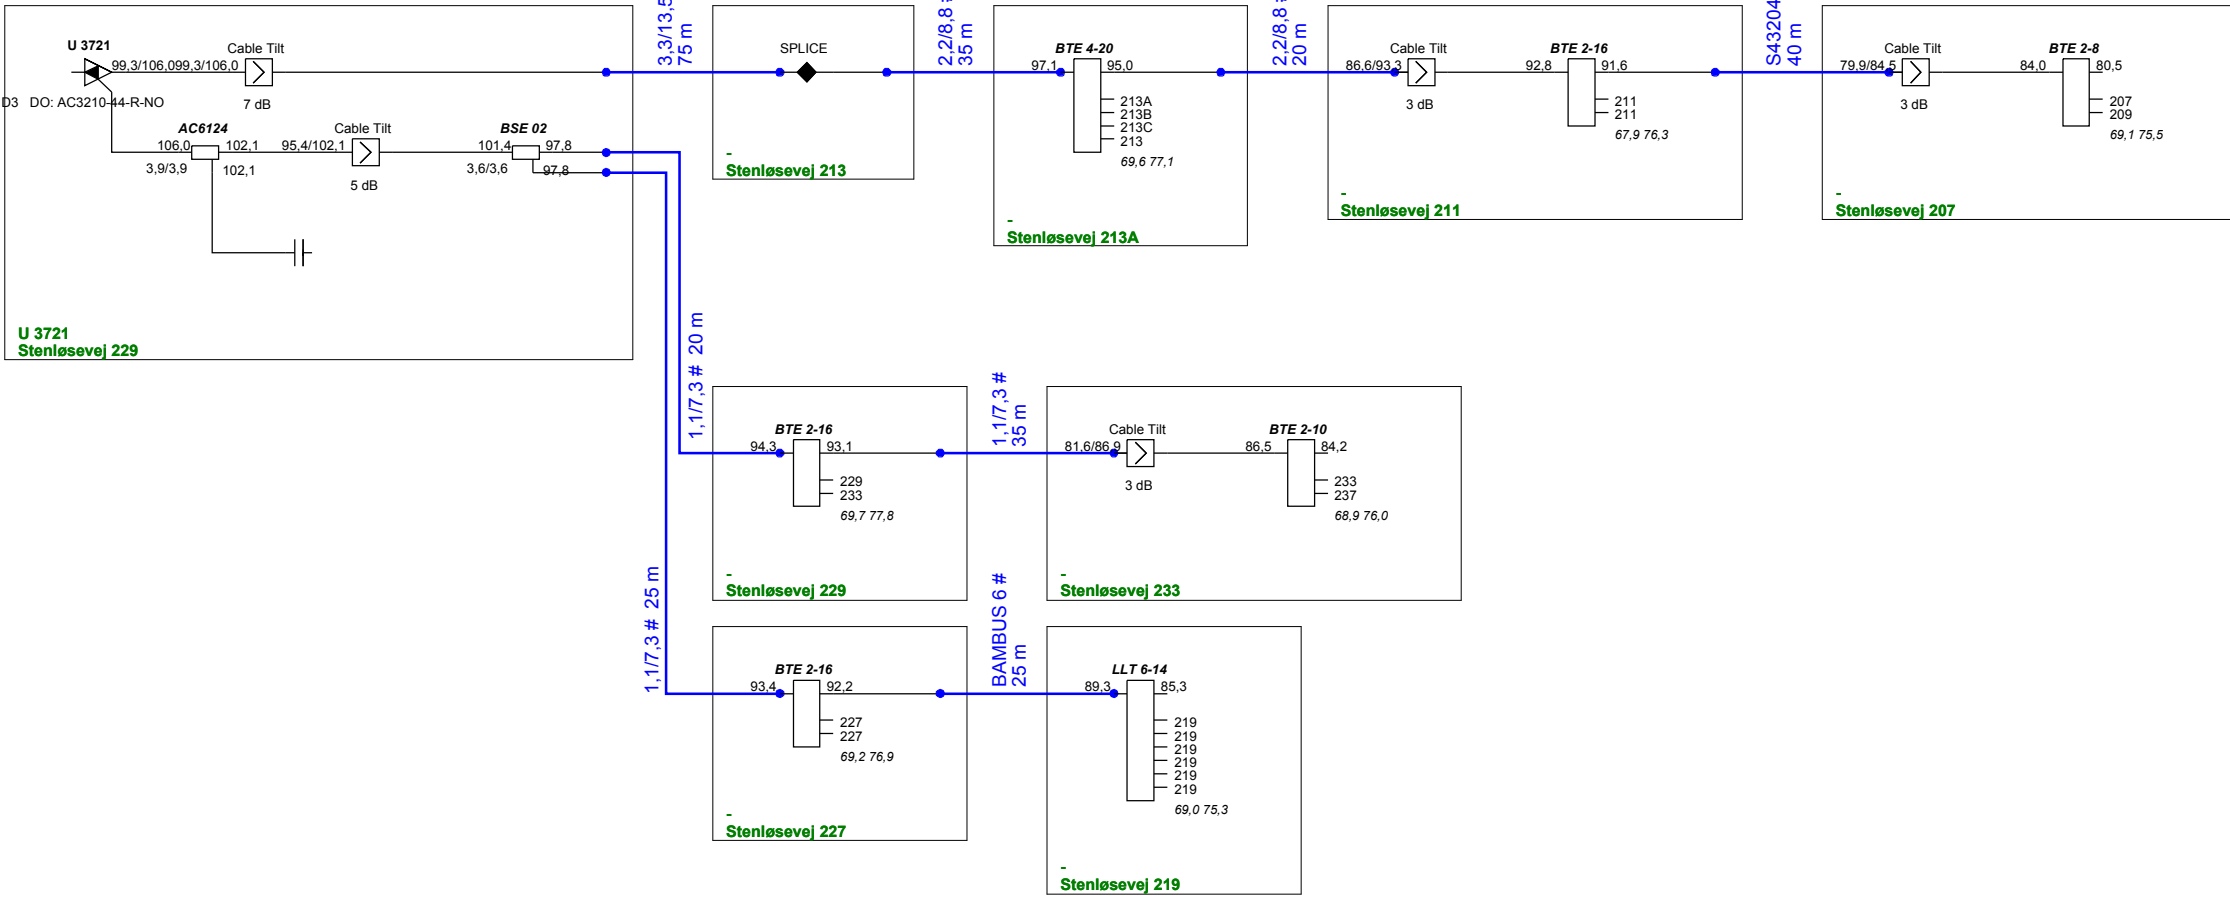 U 3721
99,3/106,099,3/106,0
Cable Tilt
7 dB
D3 DO: AC3210-44-R-NO
AC6124
106,0
102,1
3,9/3,9
102,1
95,4/102,1
Cable Tilt
5 dB
BSE 02
101,4
97,8
3,6/3,6
97,8
U 3721
Stenløsevej 229
75 m
SPLICE
-
Stenløsevej 213
2,2/8,8
35 m
BTE 4-20
97,1
95,0
213A
213B
213C
213
69,6 77,1
-
Stenløsevej 213A
2,2/8,8
20 m
86,6/93,3
Cable Tilt
3 dB
BTE 2-16
92,8
91,6
211
211
67,9 76,3
-
Stenløsevej 211
S43204
40 m
79,9/84,5
Cable Tilt
3 dB
BTE 2-8
84,0
80,5
207
209
69,1 75,5
-
Stenløsevej 207
1,1/7,3 # 20 m
BTE 2-16
94,3
93,1
229
233
69,7 77,8
-
Stenløsevej 229
1,1/7,3 #
35 m
81,6/86,9
Cable Tilt
3 dB
BTE 2-10
86,5
84,2
233
237
68,9 76,0
-
Stenløsevej 233
1,1/7,3 # 25 m
BTE 2-16
93,4
92,2
227
227
69,2 76,9
-
Stenløsevej 227
BAMBUS 6 #
25 m
LLT 6-14
89,3
85,3
219
219
219
219
219
219
69,0 75,3
-
Stenløsevej 219